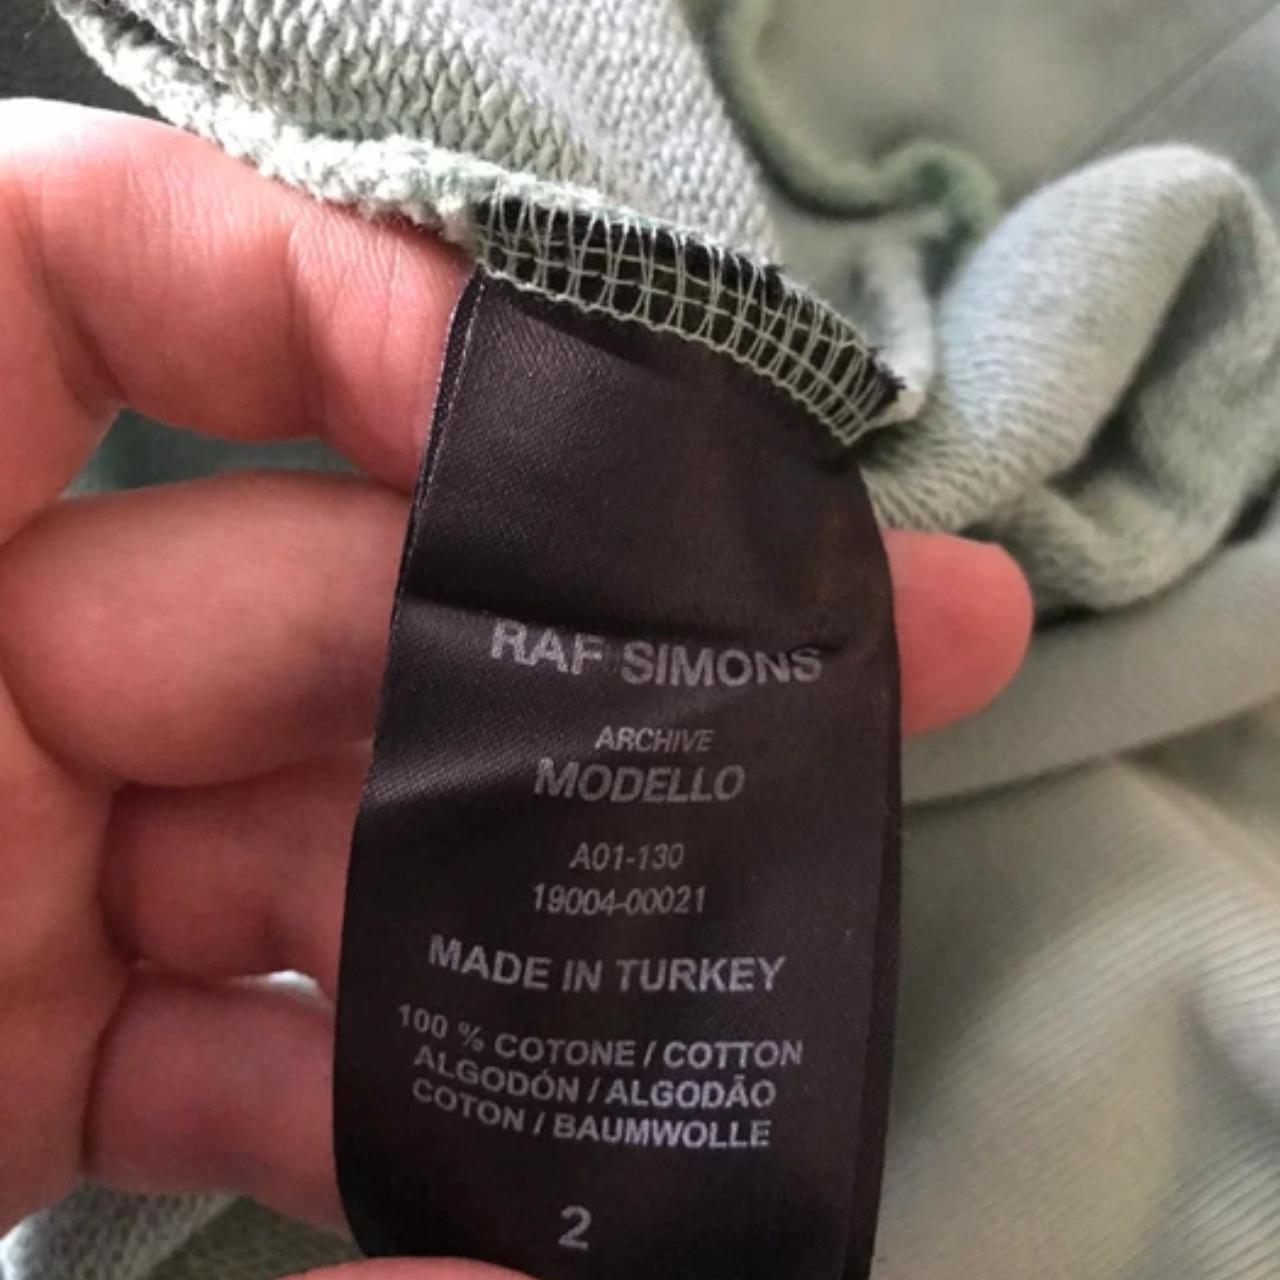 RAF SIMONS
ARCHIVE
MODELLO
A01-130
19004-00021
MADE IN TURKEY
100 % COTONE / COTTON
ALGODÓN / ALGODÃO
COTON / BAUMWOLLE
2